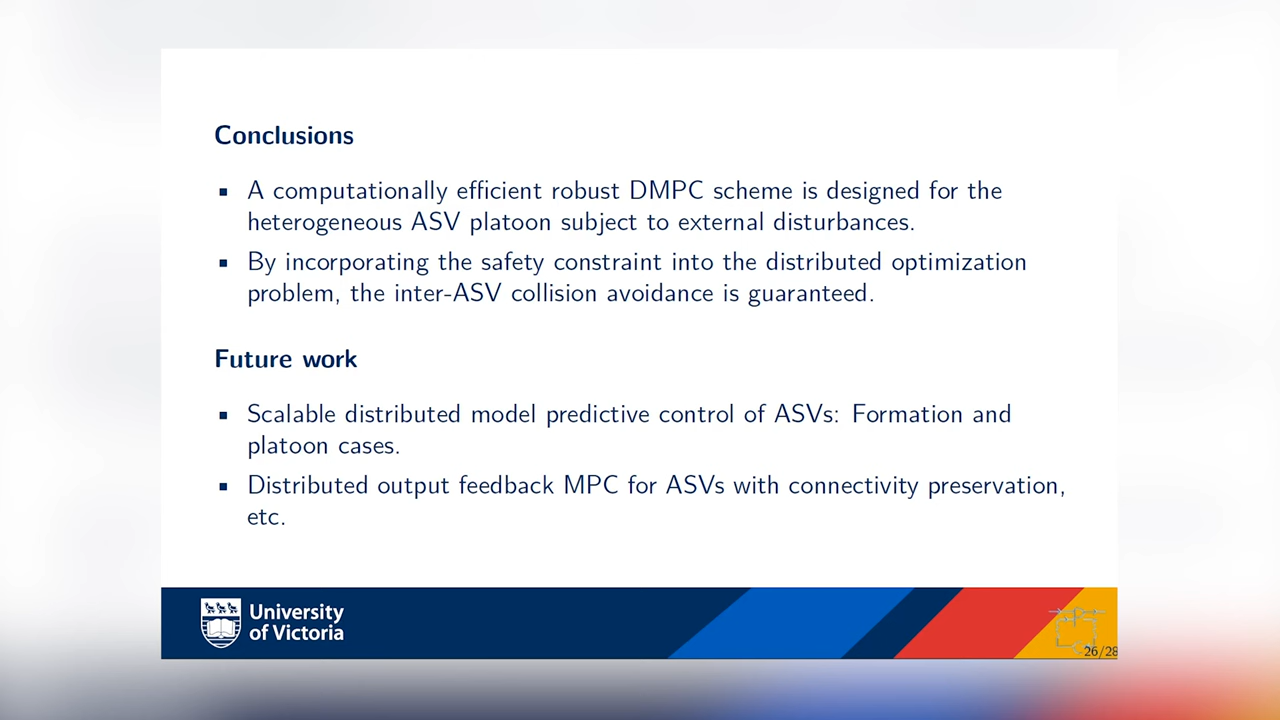 Conclusions
▪ A computationally efficient robust DMPC scheme is designed for the
heterogeneous ASV platoon subject to external disturbances.
▪ By incorporating the safety constraint into the distributed optimization
problem, the inter-ASV collision avoidance is guaranteed.
Future work
▪ Scalable distributed model predictive control of ASVs: Formation and
platoon cases.
▪ Distributed output feedback MPC for ASVs with connectivity preservation,
etc.
University
of Victoria
26/28